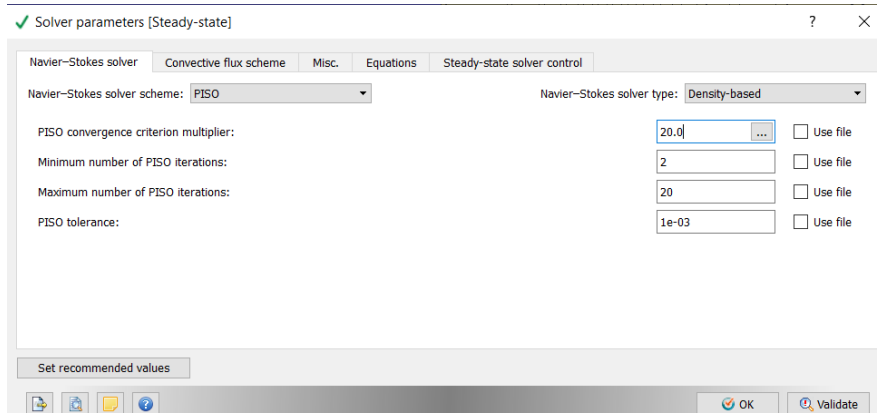 Solver parameters [Steady-state] ?
Navier–Stokes solver Convective flux scheme Misc. Equations Steady-state solver control
Navier–Stokes solver scheme: PISO Navier–Stokes solver type: Density-based
PISO convergence criterion multiplier: 20.0 ... Use file
Minimum number of PISO iterations: 2 Use file
Maximum number of PISO iterations: 20 Use file
PISO tolerance: 1e-03 Use file
Set recommended values
OK Validate